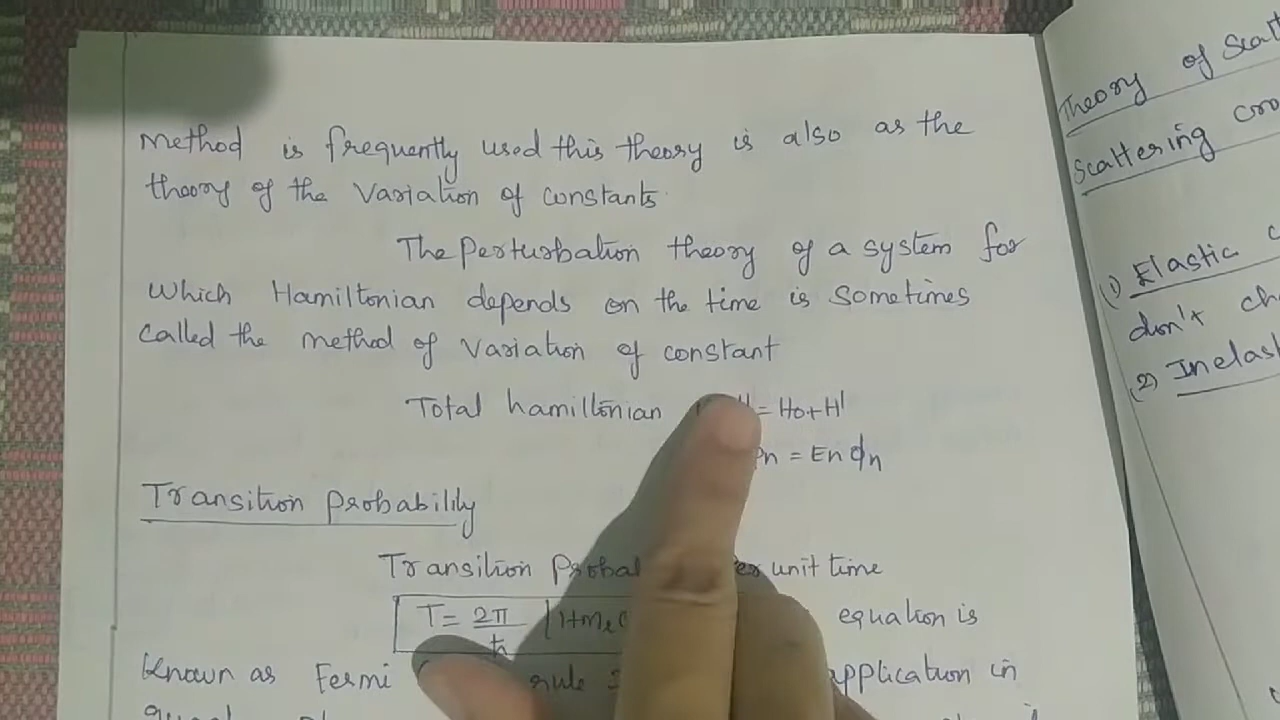 Method is frequently used this theory is also as the
theory of the Variation of constants.
The Perturbation theory of a system for
which Hamiltonian depends on the time is sometimes
called the method of variation of constant
Total hamiltonian = H0+H'
= En ϕn
Transition Probability
Transition unit time
T= 2π/ħ equation is
known as Fermi rule application in
Theory of
Scattering
(1) Elastic
don't
(2)